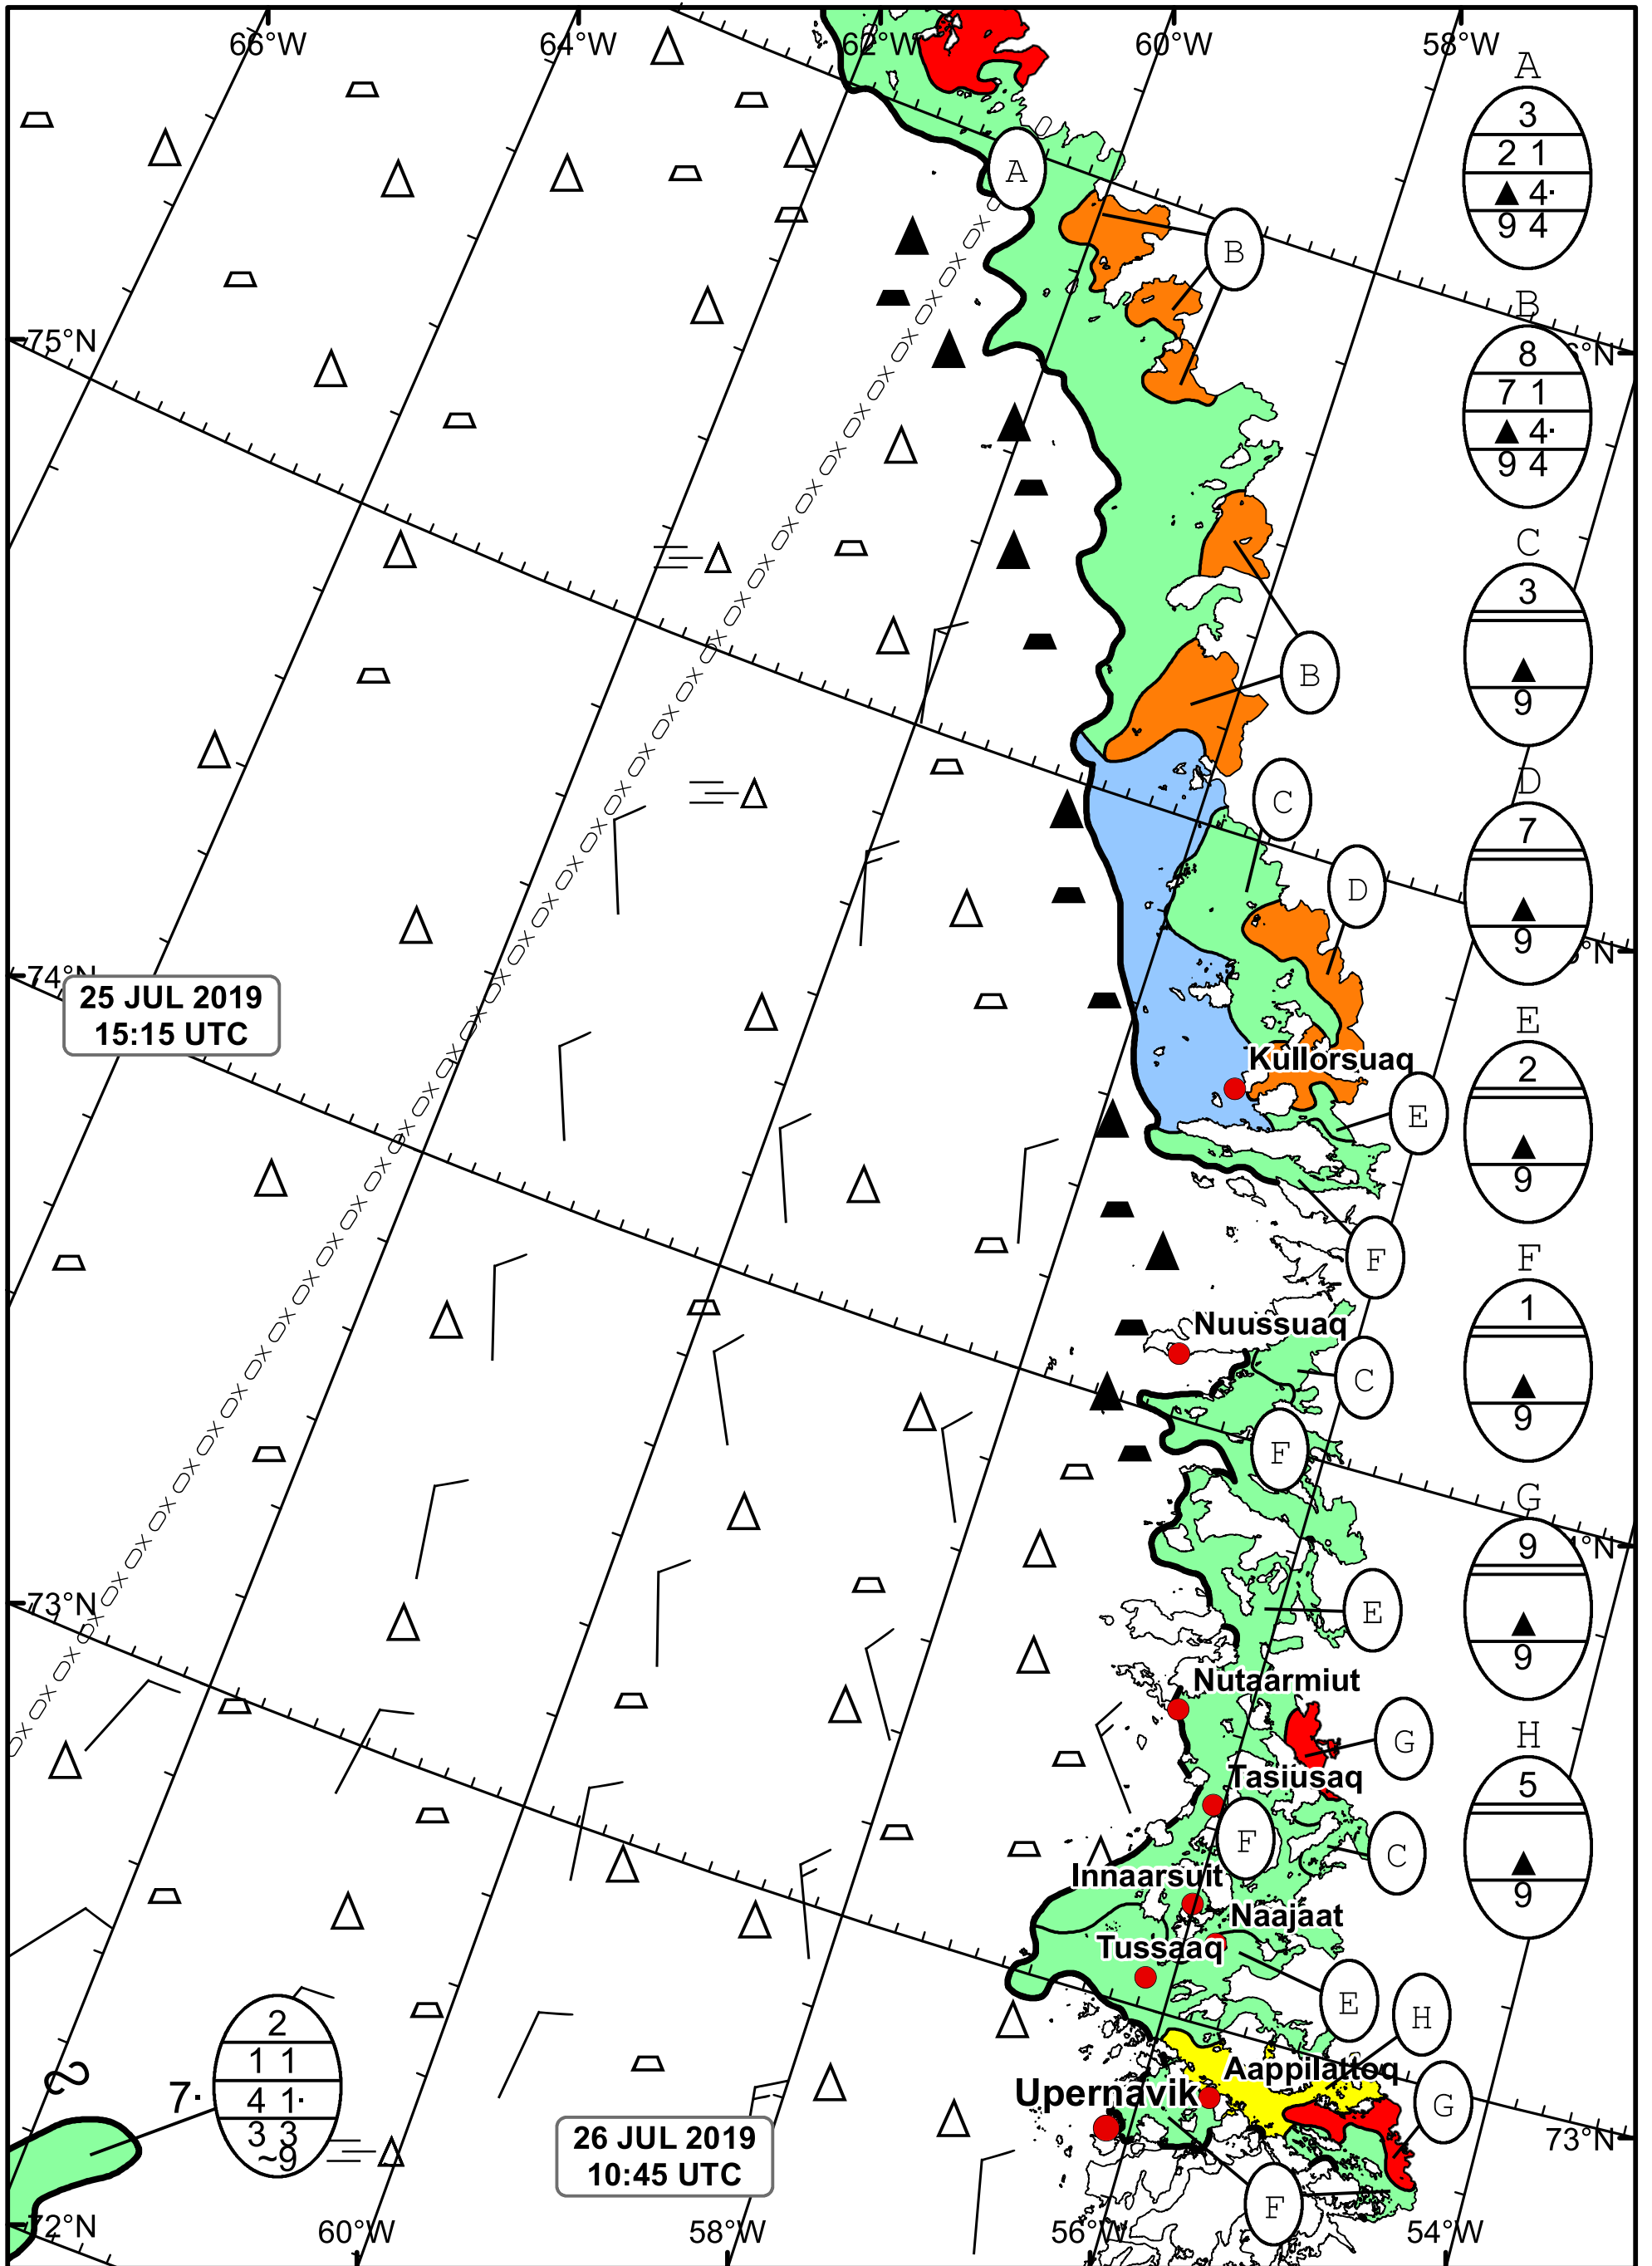 66°W
64°W
62°W
60°W
58°W
A
3
2 1
▲ 4·
9 4
A
B
B
8
7 1
▲ 4·
9 4
75°N
C
3
▲
9
B
C
D
7
▲
9
D
74°N
25 JUL 2019
15:15 UTC
E
2
▲
9
Kullorsuaq
E
F
1
▲
9
F
Nuussuaq
C
F
G
9
▲
9
73°N
E
Nutaarmiut
G
H
5
▲
9
Tasiusaq
F
C
Innaarsuit
Naajaat
Tussaaq
E
H
2
1 1
7·
4 1·
3 3
~9
Aappilattoq
Upernavik
G
26 JUL 2019
10:45 UTC
73°N
F
72°N
60°W
58°W
56°W
54°W